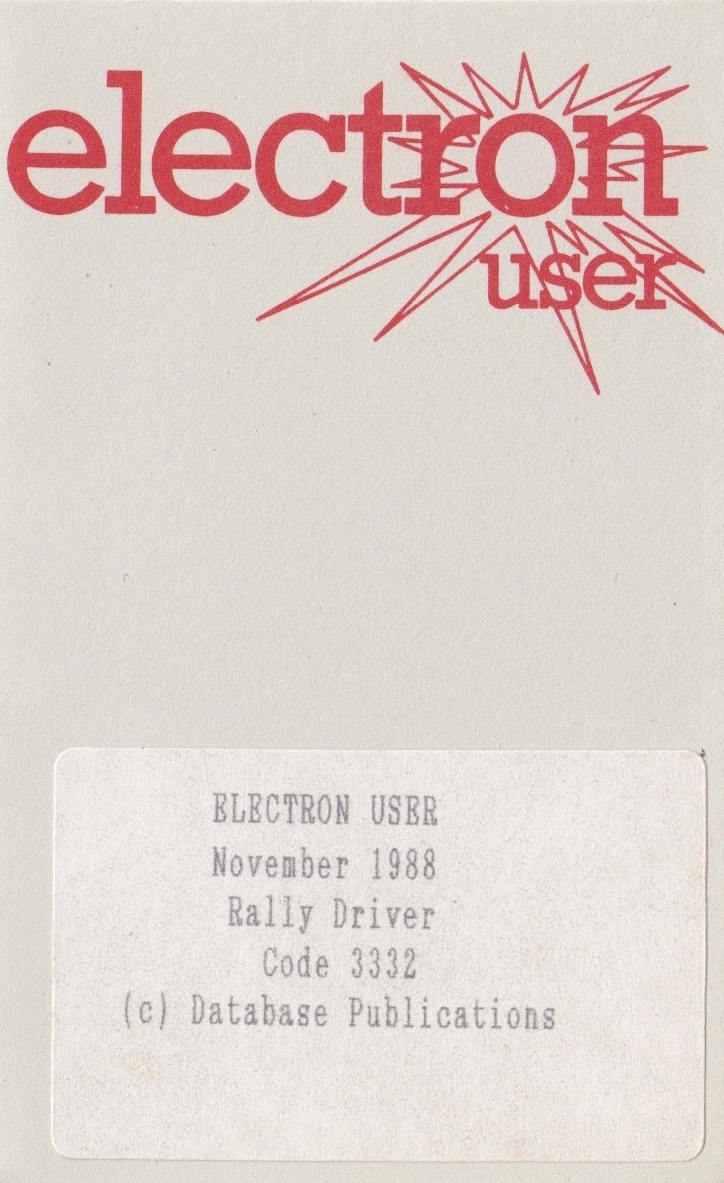 electron
user
ELECTRON USER
November 1988
Rally Driver
Code 3332
(c) Database Publications